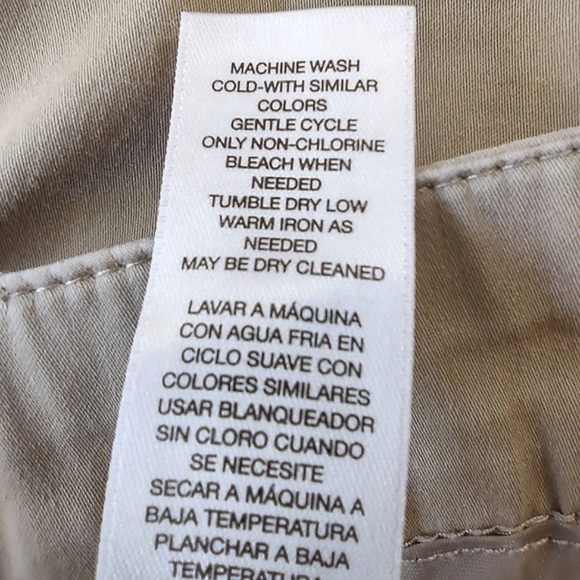 MACHINE WASH
COLD-WITH SIMILAR
COLORS
GENTLE CYCLE
ONLY NON-CHLORINE
BLEACH WHEN
NEEDED
TUMBLE DRY LOW
WARM IRON AS
NEEDED
MAY BE DRY CLEANED
LAVAR A MÁQUINA
CON AGUA FRIA EN
CICLO SUAVE CON
COLORES SIMILARES
USAR BLANQUEADOR
SIN CLORO CUANDO
SE NECESITE
SECAR A MÁQUINA A
BAJA TEMPERATURA
PLANCHAR A BAJA
TEMPERATURA